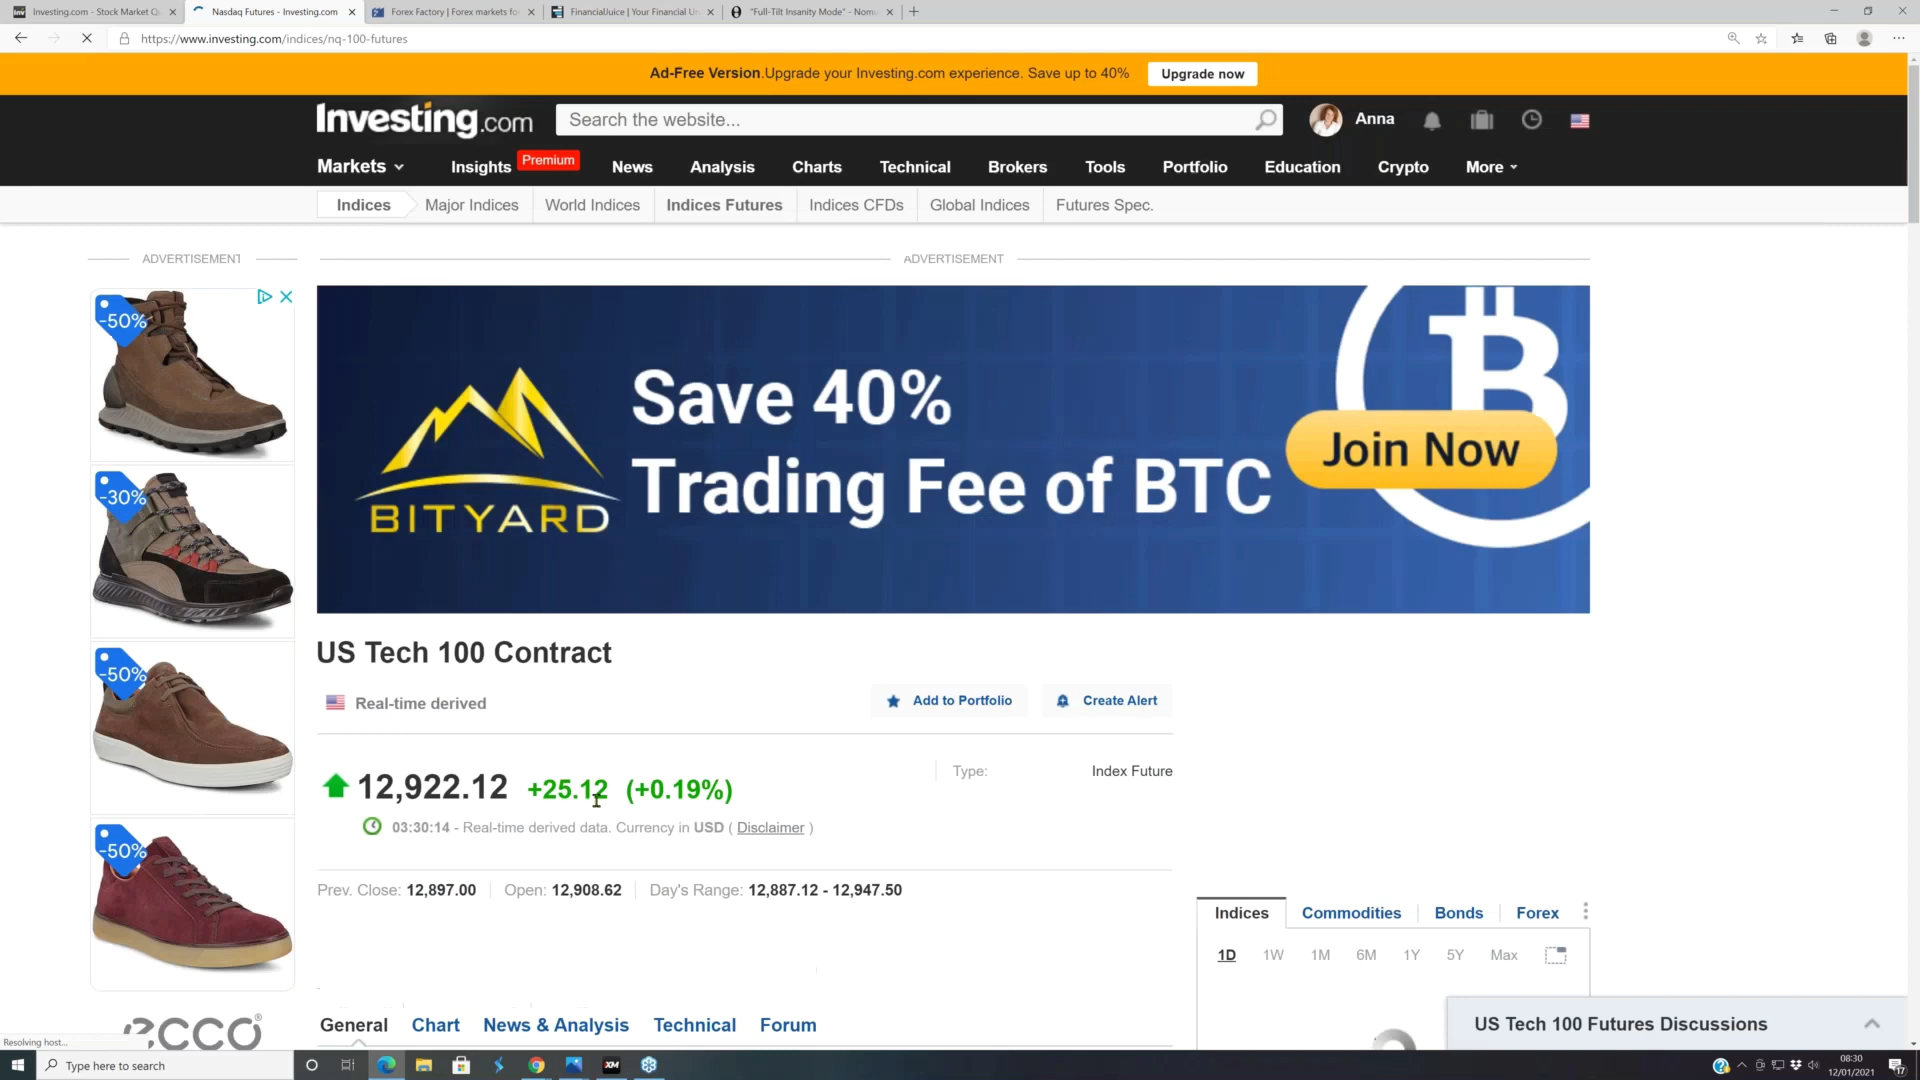 Investing.com - Stock Market Q
Nasdaq Futures - Investing.com
Forex Factory | Forex markets fo
FinancialJuice | Your Financial
"Full-Tilt Insanity Mode" -
https://www.investing.com/indices/nq-100-futures
Ad-Free Version.Upgrade your Investing.com experience. Save up to 40%
Upgrade now
Investing.com
Search the website...
Anna
Markets
Insights
Premium
News
Analysis
Charts
Technical
Brokers
Tools
Portfolio
Education
Crypto
More
Indices
Major Indices
World Indices
Indices Futures
Indices CFDs
Global Indices
Futures Spec.
ADVERTISEMENT
ADVERTISEMENT
-50%
-30%
-50%
-50%
ecco®
BITYARD
Save 40%
Trading Fee of BTC
Join Now
B
US Tech 100 Contract
Real-time derived
Add to Portfolio
Create Alert
12,922.12 +25.12 (+0.19%)
Type: Index Future
03:30:14 - Real-time derived data. Currency in USD ( Disclaimer )
Prev. Close: 12,897.00
Open: 12,908.62
Day's Range: 12,887.12 - 12,947.50
Indices
Commodities
Bonds
Forex
1D 1W 1M 6M 1Y 5Y Max
General
Chart
News & Analysis
Technical
Forum
US Tech 100 Futures Discussions
Resolving host...
Type here to search
XM
08:30
12/01/2021
17